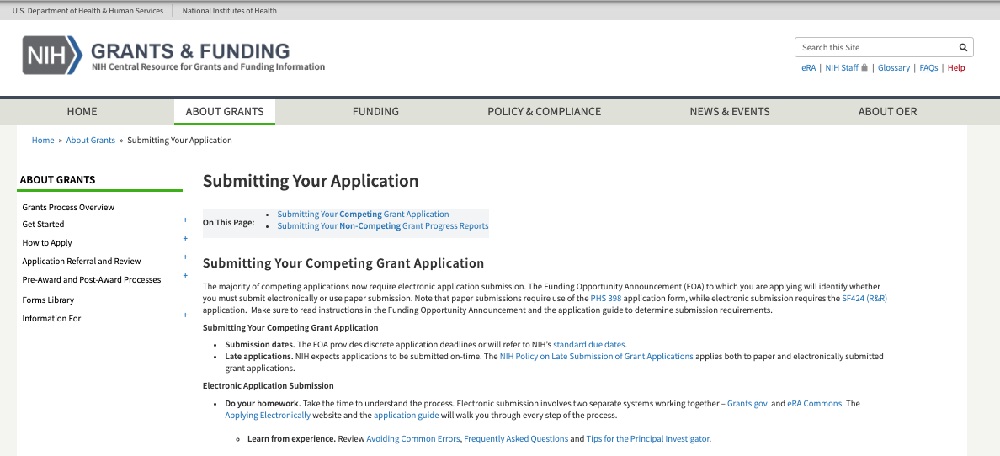 U.S. Department of Health & Human Services National Institutes of Health
NIH GRANTS & FUNDING
NIH Central Resource for Grants and Funding Information
Search this Site
eRA | NIH Staff | Glossary | FAQs | Help
HOME ABOUT GRANTS FUNDING POLICY & COMPLIANCE NEWS & EVENTS ABOUT OER
Home » About Grants » Submitting Your Application
ABOUT GRANTS
Grants Process Overview
Get Started +
How to Apply +
Application Referral and Review +
Pre-Award and Post-Award Processes +
Forms Library
Information For +
Submitting Your Application
On This Page:
• Submitting Your Competing Grant Application
• Submitting Your Non-Competing Grant Progress Reports
Submitting Your Competing Grant Application
The majority of competing applications now require electronic application submission. The Funding Opportunity Announcement (FOA) to which you are applying will identify whether
you must submit electronically or use paper submission. Note that paper submissions require use of the PHS 398 application form, while electronic submission requires the SF424 (R&R)
application. Make sure to read instructions in the Funding Opportunity Announcement and the application guide to determine submission requirements.
Submitting Your Competing Grant Application
• Submission dates. The FOA provides discrete application deadlines or will refer to NIH's standard due dates.
• Late applications. NIH expects applications to be submitted on-time. The NIH Policy on Late Submission of Grant Applications applies both to paper and electronically submitted
grant applications.
Electronic Application Submission
• Do your homework. Take the time to understand the process. Electronic submission involves two separate systems working together – Grants.gov and eRA Commons. The
Applying Electronically website and the application guide will walk you through every step of the process.
○ Learn from experience. Review Avoiding Common Errors, Frequently Asked Questions and Tips for the Principal Investigator.